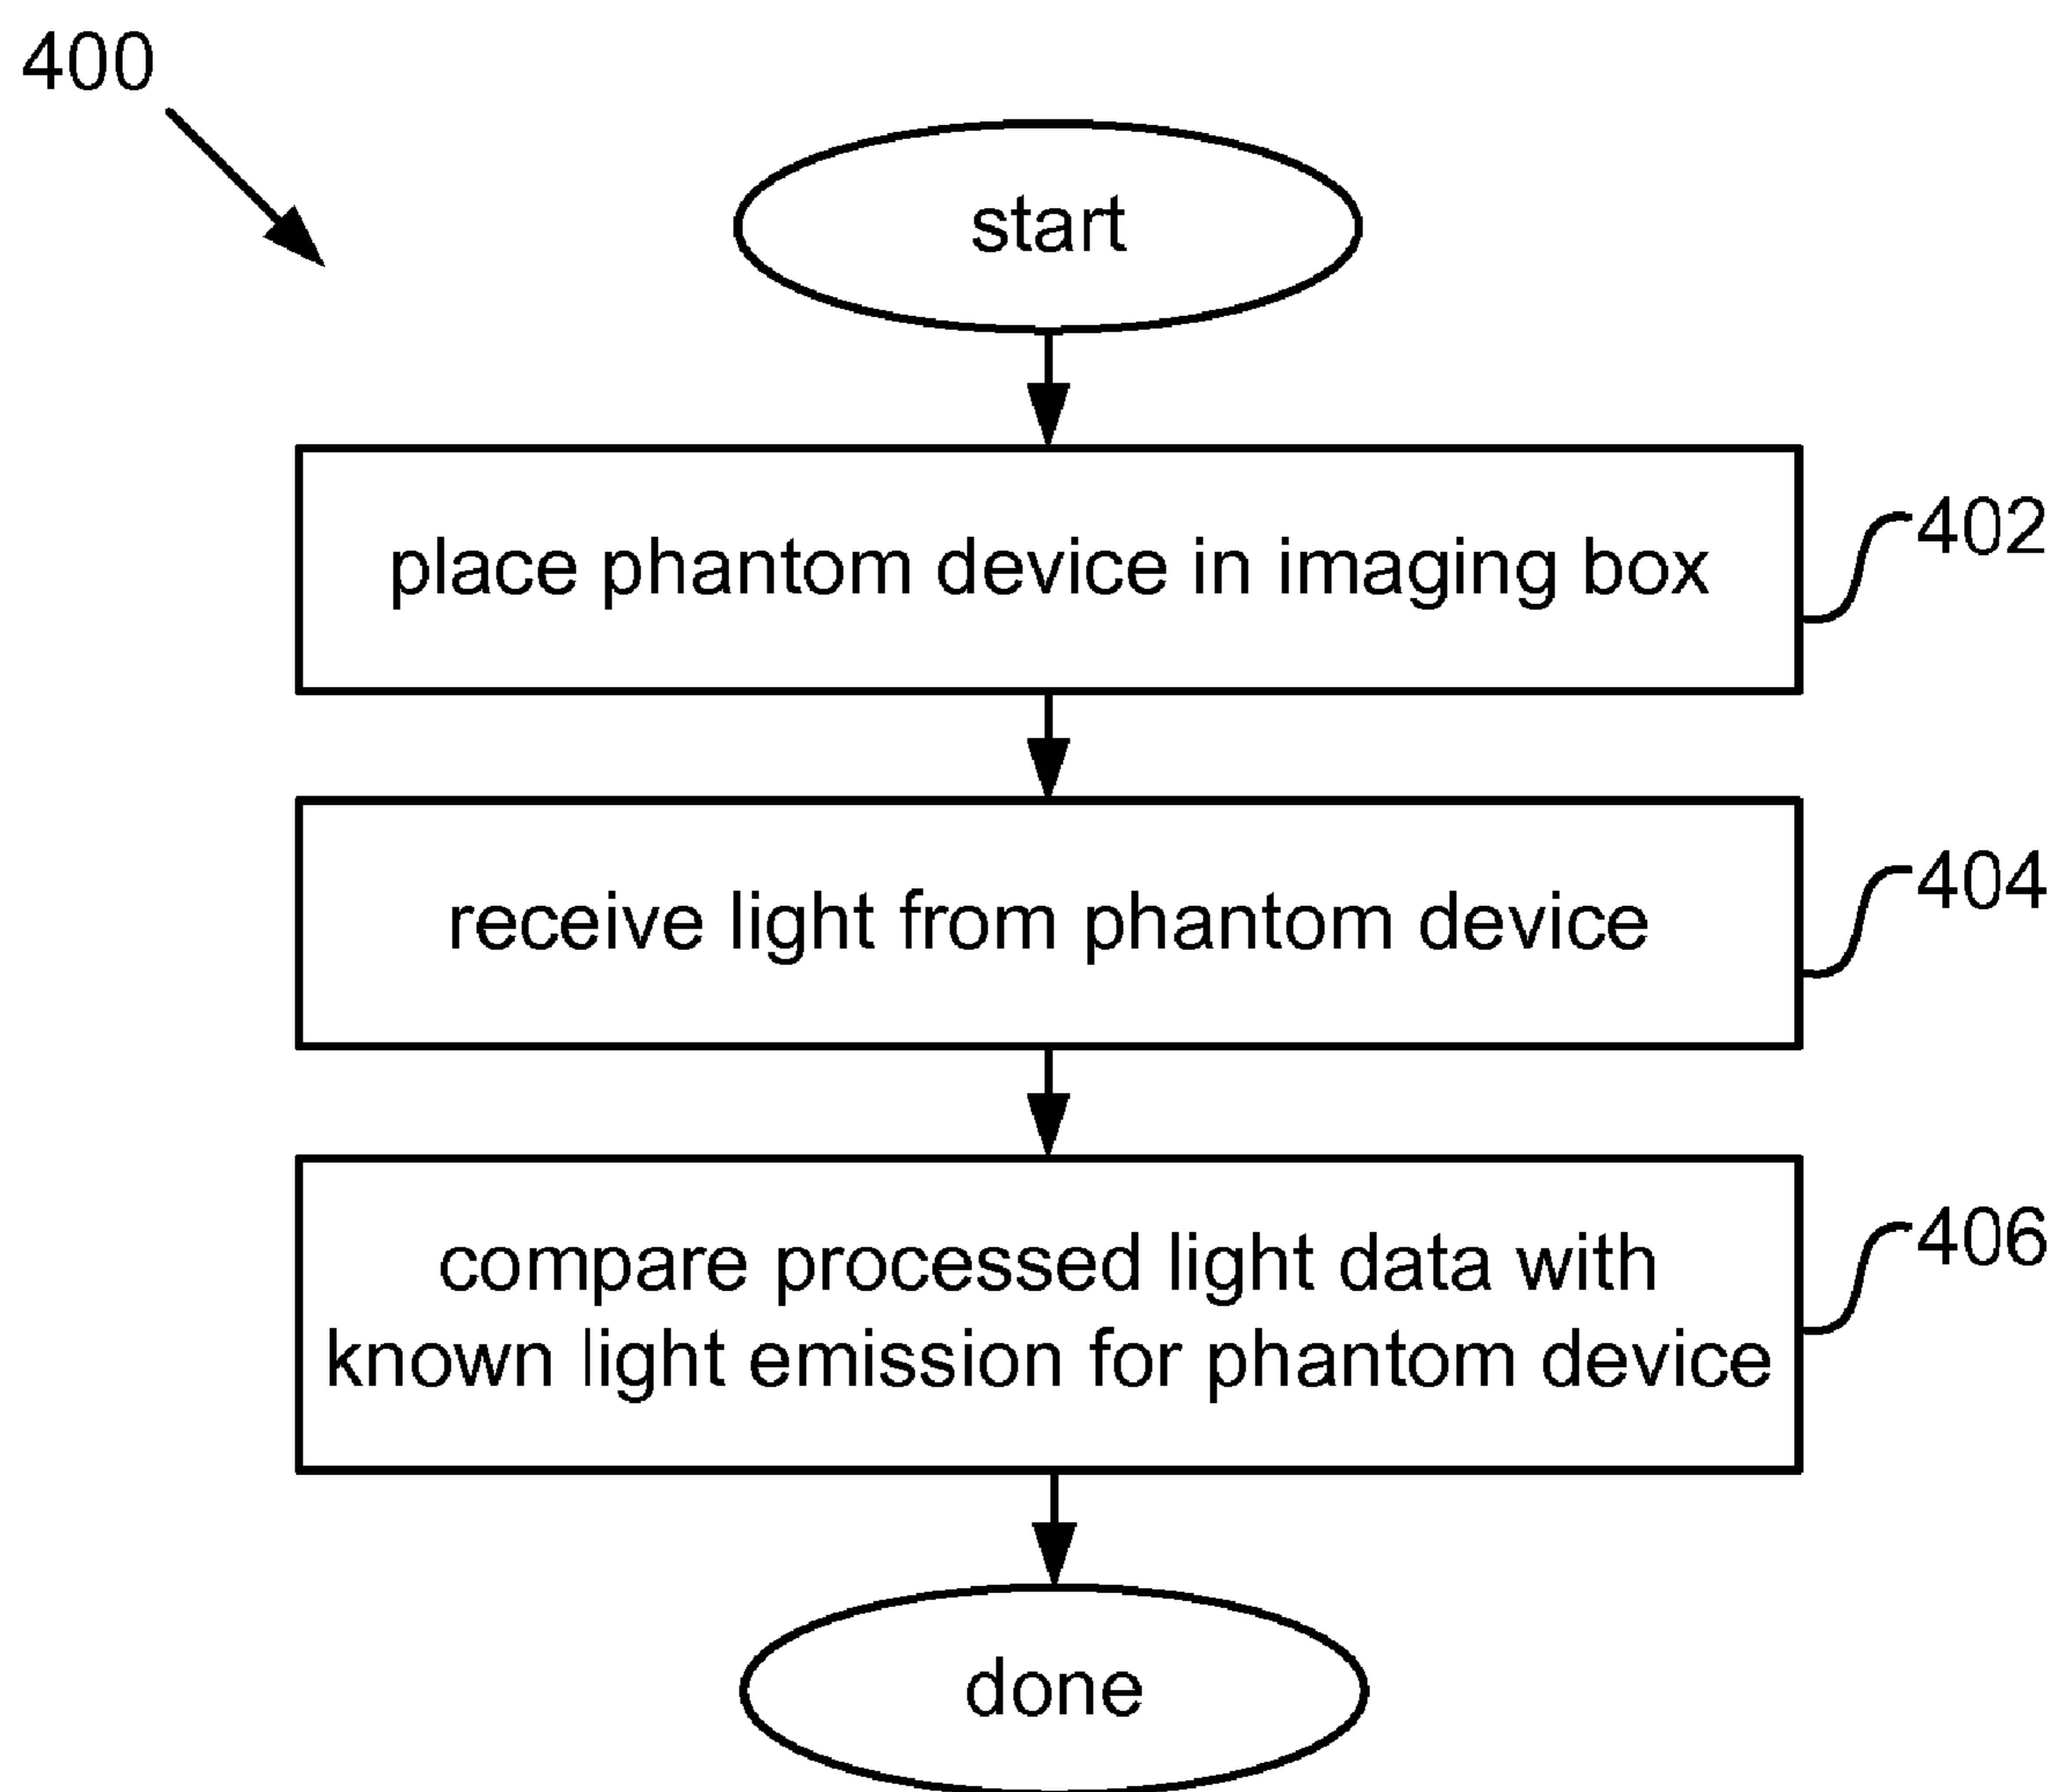 400
start
place phantom device in imaging box
402
receive light from phantom device
404
compare processed light data with
known light emission for phantom device
406
done